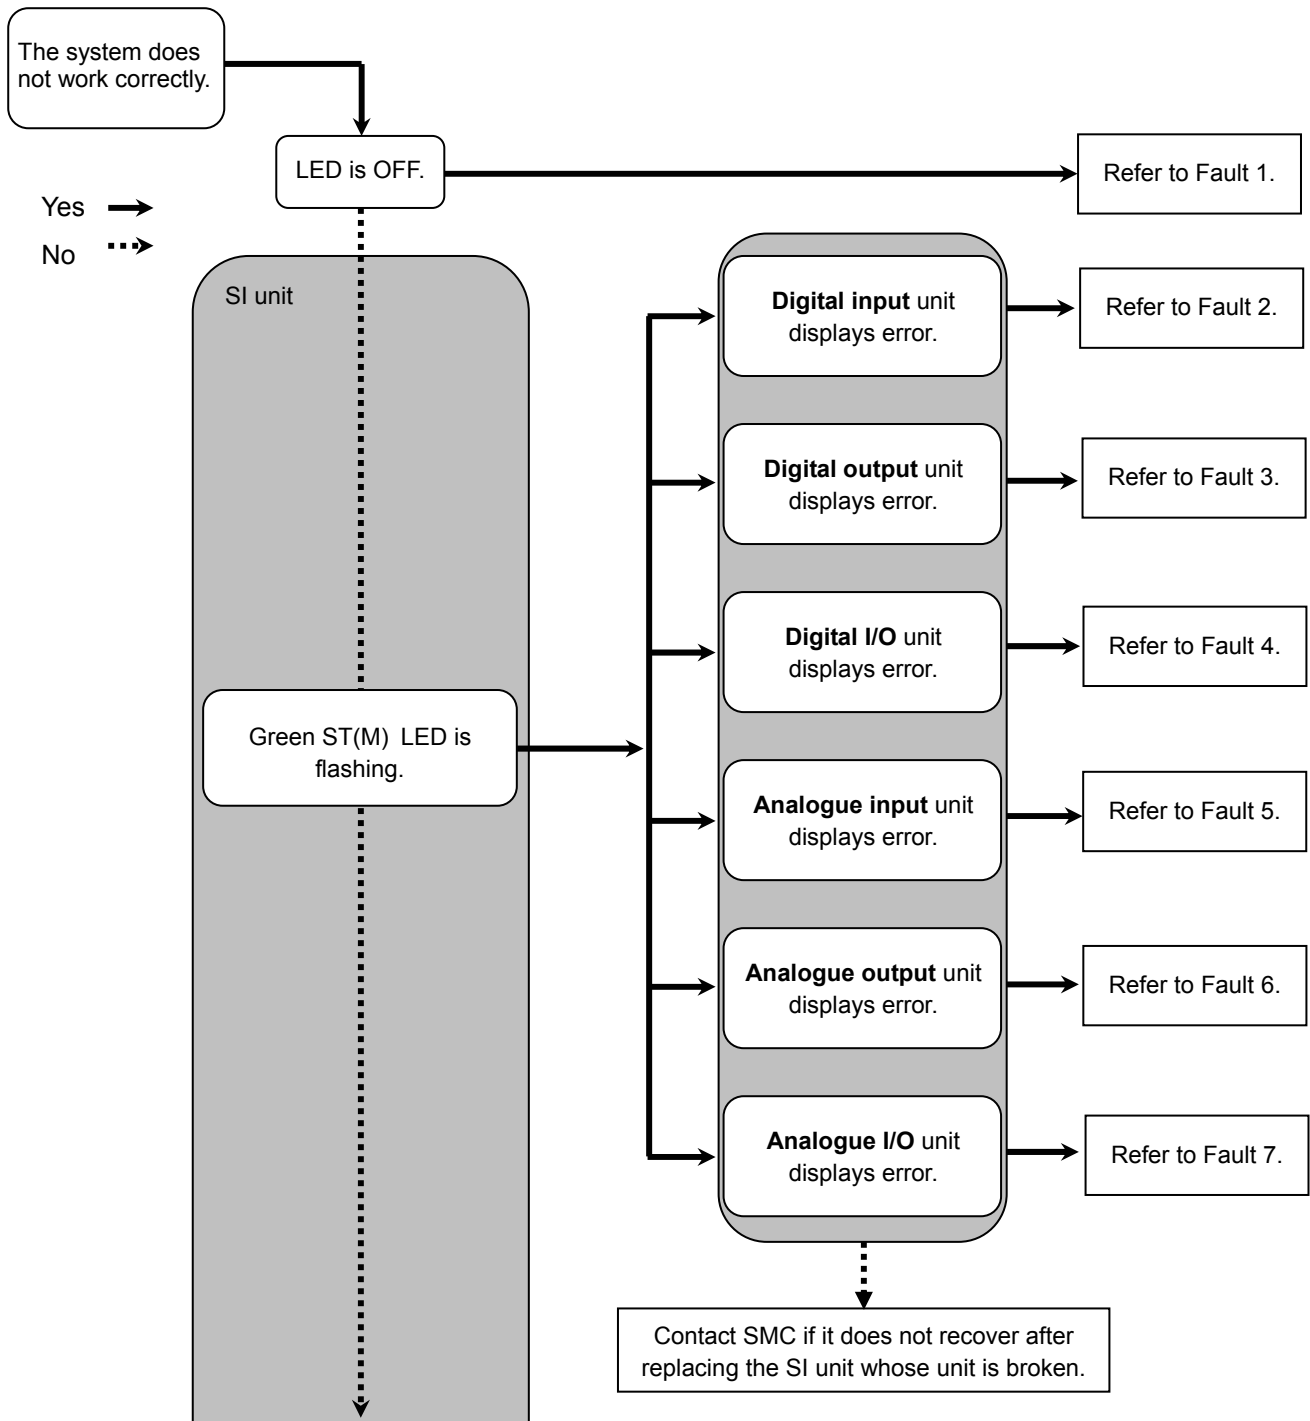 The system does
not work correctly.
LED is OFF.
Refer to Fault 1.
Yes
No
SI unit
Digital input unit
displays error.
Refer to Fault 2.
Digital output unit
displays error.
Refer to Fault 3.
Digital I/O unit
displays error.
Refer to Fault 4.
Green ST(M) LED is
flashing.
Analogue input unit
displays error.
Refer to Fault 5.
Analogue output unit
displays error.
Refer to Fault 6.
Analogue I/O unit
displays error.
Refer to Fault 7.
Contact SMC if it does not recover after
replacing the SI unit whose unit is broken.